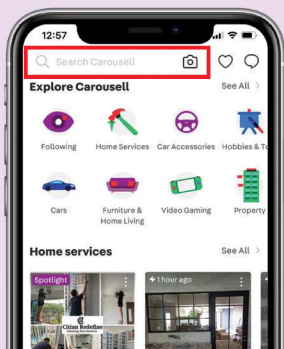 12:57
Search Carousell
Explore Carousell See All >
Following Home Services Car Accessories Hobbies & To
Cars Furniture & Home Living Video Gaming Property
Home services See All >
Spotlight 1 hour ago
Citian Redefine